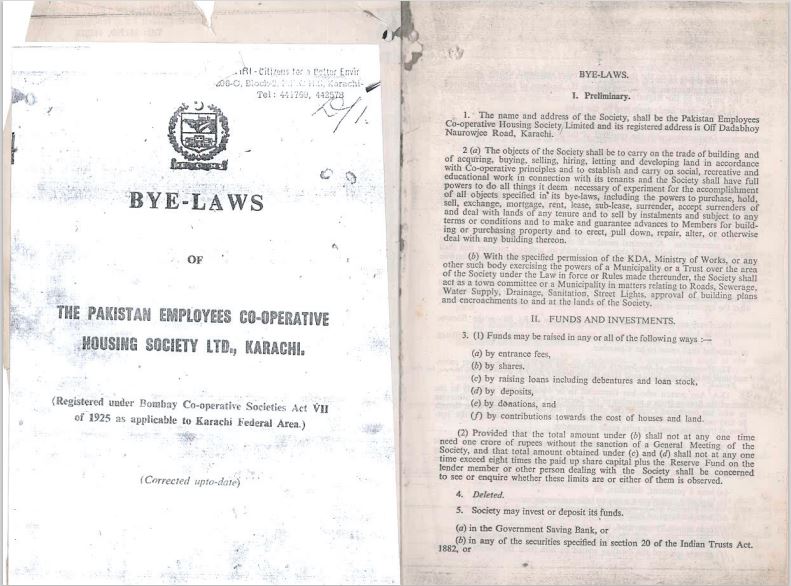 IRI - Citizens for a Better Envir
206-C, Block-2, P.E.C.H.S., Karachi-
Tel : 441769, 442578
BYE-LAWS
OF
THE PAKISTAN EMPLOYEES CO-OPERATIVE
HOUSING SOCIETY LTD., KARACHI.
(Registered under Bombay Co-operative Societies Act VII
of 1925 as applicable to Karachi Federal Area.)
(Corrected upto-date)
BYE-LAWS.
I. Preliminary.
1. The name and address of the Society, shall be the Pakistan Employees
Co-operative Housing Society Limited and its registered address is Off Dadabhoy
Naurowjee Road, Karachi.
2 (a) The objects of the Society shall be to carry on the trade of building and
of acquring, buying, selling, hiring, letting and developing land in accordance
with Co-operative principles and to establish and carry on social, recreative and
educational work in connection with its tenants and the Society shall have full
powers to do all things it deem necessary of experiment for the accomplishment
of all objects specified in its bye-laws, including the powers to purchase, hold,
sell, exchange, mortgage, rent, lease, sub-lease, surrender, accept surrenders of
and deal with lands of any tenure and to sell by instalments and subject to any
terms or conditions and to make and guarantee advances to Members for build-
ing or purchasing property and to erect, pull down, repair, alter, or otherwise
deal with any building thereon.
(b) With the specified permission of the KDA, Ministry of Works, or any
other such body exercising the powers of a Municipality or a Trust over the area
of the Society under the Law in force or Rules made thereunder, the Society shall
act as a town committee or a Municipality in matters relating to Roads, Sewerage,
Water Supply, Drainage, Sanitation, Street Lights, approval of building plans
and encroachments to and at the lands of the Society.
II. FUNDS AND INVESTMENTS.
3. (1) Funds may be raised in any or all of the following ways :—
(a) by entrance fees,
(b) by shares.
(c) by raising loans including debentures and loan stock,
(d) by deposits,
(e) by donations, and
(f) by contributions towards the cost of houses and land.
(2) Provided that the total amount under (b) shall not at any one time
need one crore of rupees without the sanction of a General Meeting of the
Society, and that total amount obtained under (c) and (d) shall not at any one
time exceed eight times the paid up share capital plus the Reserve Fund on the
lender member or other person dealing with the Society shall be concerned
to see or enquire whether these limits are or either of them is observed.
4. Deleted.
5. Society may invest or deposit its funds.
(a) in the Government Saving Bank, or
(b) in any of the securities specified in section 20 of the Indian Trusts Act.
1882, or